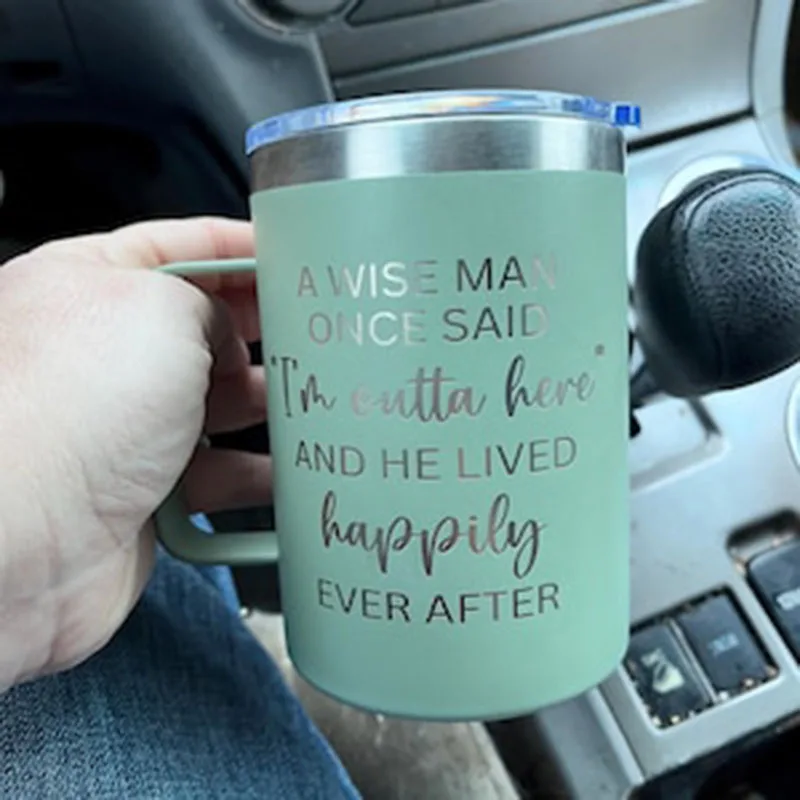 A WISE MAN
ONCE SAID
"I'm outta here"
AND HE LIVED
happily
EVER AFTER